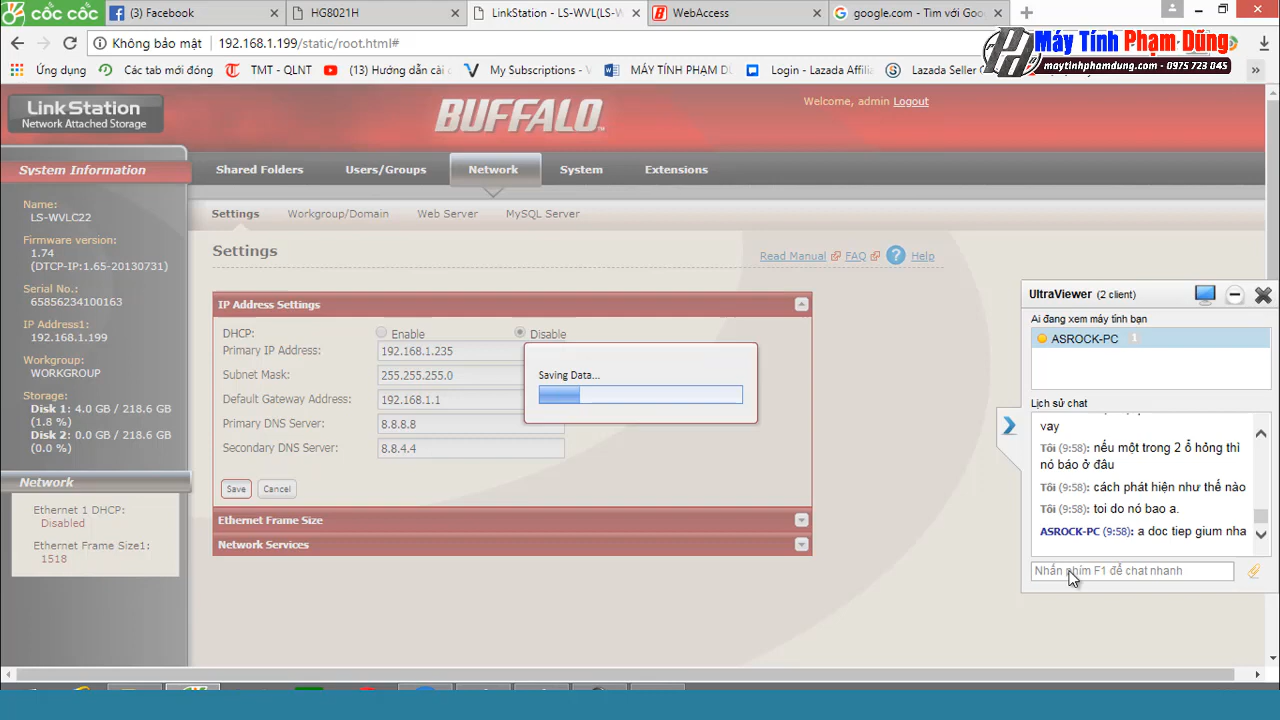 cốc cốc
(3) Facebook
HG8021H
LinkStation - LS-WVL(LS-W
WebAccess
google.com - Tìm với Goo
Không bảo mật
192.168.1.199/static/root.html#
Máy Tính Phạm Dũng
maytinhphamdung.com - 0975 723 045
Ứng dụng
Các tab mới đóng
TMT - QLNT
(13) Hướng dẫn cài c
My Subscriptions -
MÁY TÍNH PHẠM DŨ
Login - Lazada Affilia
Lazada Seller C
LinkStation
Network Attached Storage
BUFFALO
Welcome, admin Logout
System Information
Shared Folders
Users/Groups
Network
System
Extensions
Name:
LS-WVLC22
Firmware version:
1.74
(DTCP-IP:1.65-20130731)
Serial No.:
65856234100163
IP Address1:
192.168.1.199
Workgroup:
WORKGROUP
Storage:
Disk 1: 4.0 GB / 218.6 GB
(1.8 %)
Disk 2: 0.0 GB / 218.6 GB
(0.0 %)
Network
Ethernet 1 DHCP:
Disabled
Ethernet Frame Size1:
1518
Settings
Workgroup/Domain
Web Server
MySQL Server
Settings
Read Manual
FAQ
? Help
IP Address Settings
DHCP:
Enable
Disable
Primary IP Address:
192.168.1.235
Subnet Mask:
255.255.255.0
Default Gateway Address:
192.168.1.1
Primary DNS Server:
8.8.8.8
Secondary DNS Server:
8.8.4.4
Save
Cancel
Ethernet Frame Size
Network Services
Saving Data...
UltraViewer (2 client)
Ai đang xem máy tính bạn
ASROCK-PC 1
Lịch sử chat
vay
Tôi (9:58): nếu một trong 2 ổ hỏng thì
nó báo ở đâu
Tôi (9:58): cách phát hiện như thế nào
Tôi (9:58): toi do nó bao a.
ASROCK-PC (9:58): a doc tiep gium nha
Nhấn phím F1 để chat nhanh